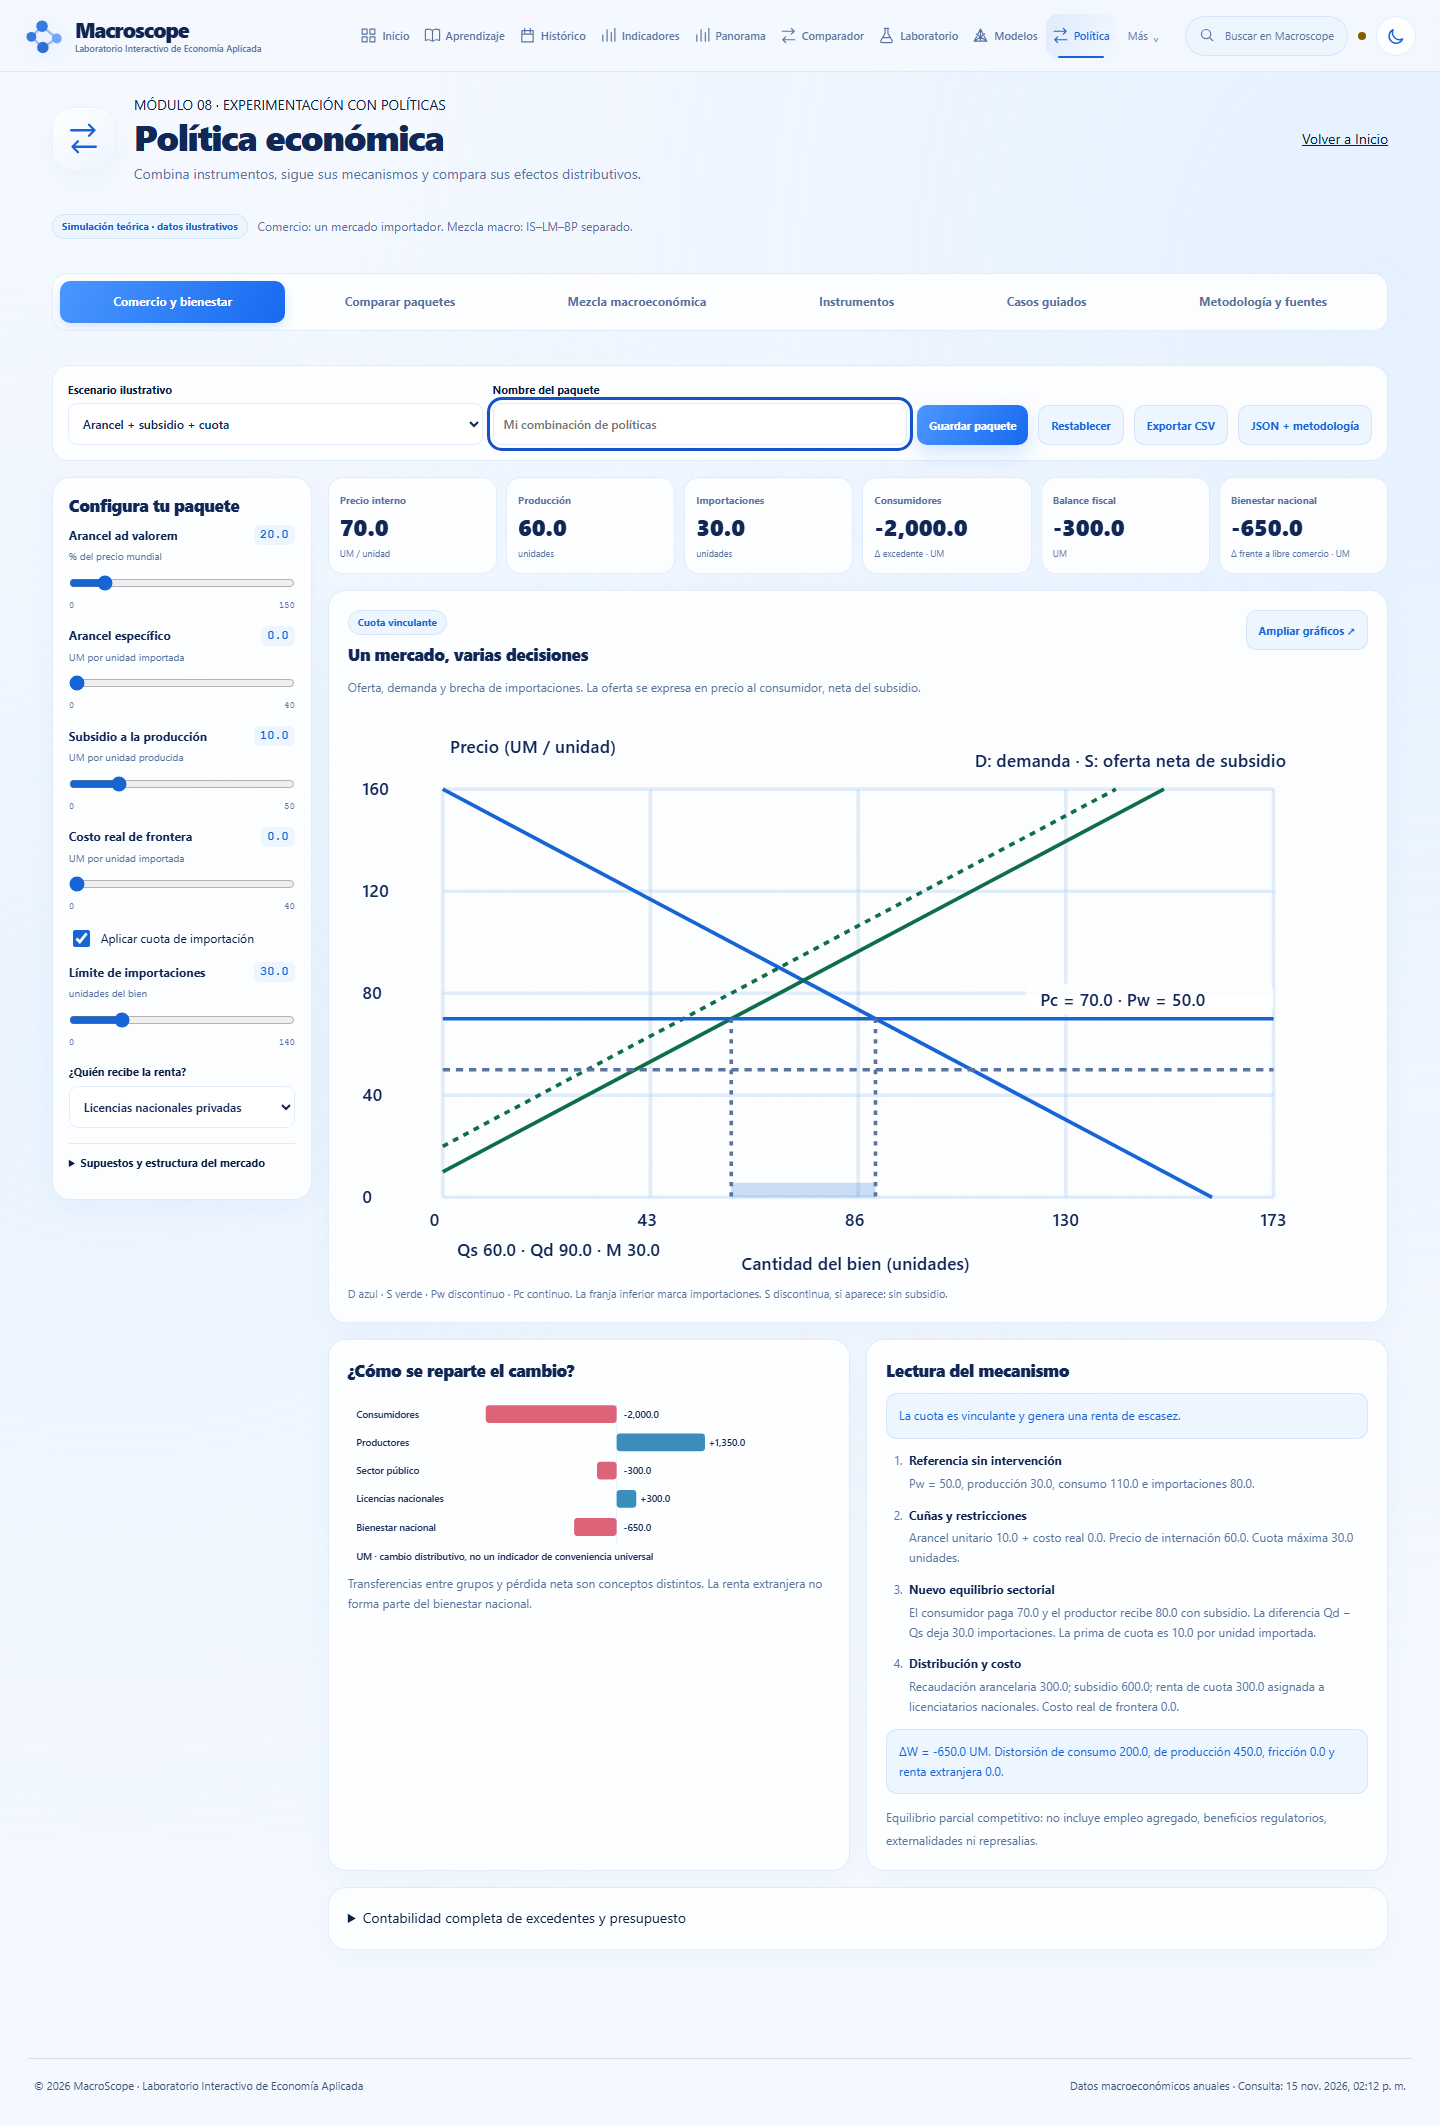 Macroscope
Laboratorio Interactivo de Economía Aplicada
Inicio
Aprendizaje
Histórico
Indicadores
Panorama
Comparador
Laboratorio
Modelos
Política
Más
Buscar en Macroscope
MÓDULO 08 · EXPERIMENTACIÓN CON POLÍTICAS
Política económica
Combina instrumentos, sigue sus mecanismos y compara sus efectos distributivos.
Volver a Inicio
Simulación teórica · datos ilustrativos
Comercio: un mercado importador. Mezcla macro: IS–LM–BP separado.
Comercio y bienestar
Comparar paquetes
Mezcla macroeconómica
Instrumentos
Casos guiados
Metodología y fuentes
Escenario ilustrativo
Arancel + subsidio + cuota
Nombre del paquete
Mi combinación de políticas
Guardar paquete
Restablecer
Exportar CSV
JSON + metodología
Configura tu paquete
Arancel ad valorem 20.0
% del precio mundial
0 150
Arancel específico 0.0
UM por unidad importada
0 40
Subsidio a la producción 10.0
UM por unidad producida
0 50
Costo real de frontera 0.0
UM por unidad importada
0 40
Aplicar cuota de importación
Límite de importaciones 30.0
unidades del bien
0 140
¿Quién recibe la renta?
Licencias nacionales privadas
▶ Supuestos y estructura del mercado
Precio interno
70.0
UM / unidad
Producción
60.0
unidades
Importaciones
30.0
unidades
Consumidores
-2,000.0
Δ excedente · UM
Balance fiscal
-300.0
UM
Bienestar nacional
-650.0
Δ frente a libre comercio · UM
Cuota vinculante
Ampliar gráficos ↗
Un mercado, varias decisiones
Oferta, demanda y brecha de importaciones. La oferta se expresa en precio al consumidor, neta del subsidio.
Precio (UM / unidad)
D: demanda · S: oferta neta de subsidio
160
120
80
Pc = 70.0 · Pw = 50.0
40
0
0 43 86 130 173
Qs 60.0 · Qd 90.0 · M 30.0
Cantidad del bien (unidades)
D azul · S verde · Pw discontinuo · Pc continuo. La franja inferior marca importaciones. S discontinua, si aparece: sin subsidio.
¿Cómo se reparte el cambio?
Consumidores -2,000.0
Productores +1,350.0
Sector público -300.0
Licencias nacionales +300.0
Bienestar nacional -650.0
UM · cambio distributivo, no un indicador de conveniencia universal
Transferencias entre grupos y pérdida neta son conceptos distintos. La renta extranjera no
forma parte del bienestar nacional.
Lectura del mecanismo
La cuota es vinculante y genera una renta de escasez.
1. Referencia sin intervención
Pw = 50.0, producción 30.0, consumo 110.0 e importaciones 80.0.
2. Cuñas y restricciones
Arancel unitario 10.0 + costo real 0.0. Precio de internación 60.0. Cuota máxima 30.0
unidades.
3. Nuevo equilibrio sectorial
El consumidor paga 70.0 y el productor recibe 80.0 con subsidio. La diferencia Qd −
Qs deja 30.0 importaciones. La prima de cuota es 10.0 por unidad importada.
4. Distribución y costo
Recaudación arancelaria 300.0; subsidio 600.0; renta de cuota 300.0 asignada a
licenciatarios nacionales. Costo real de frontera 0.0.
ΔW = -650.0 UM. Distorsión de consumo 200.0, de producción 450.0, fricción 0.0 y
renta extranjera 0.0.
Equilibrio parcial competitivo: no incluye empleo agregado, beneficios regulatorios,
externalidades ni represalias.
▶ Contabilidad completa de excedentes y presupuesto
© 2026 MacroScope · Laboratorio Interactivo de Economía Aplicada
Datos macroeconómicos anuales · Consulta: 15 nov. 2026, 02:12 p. m.